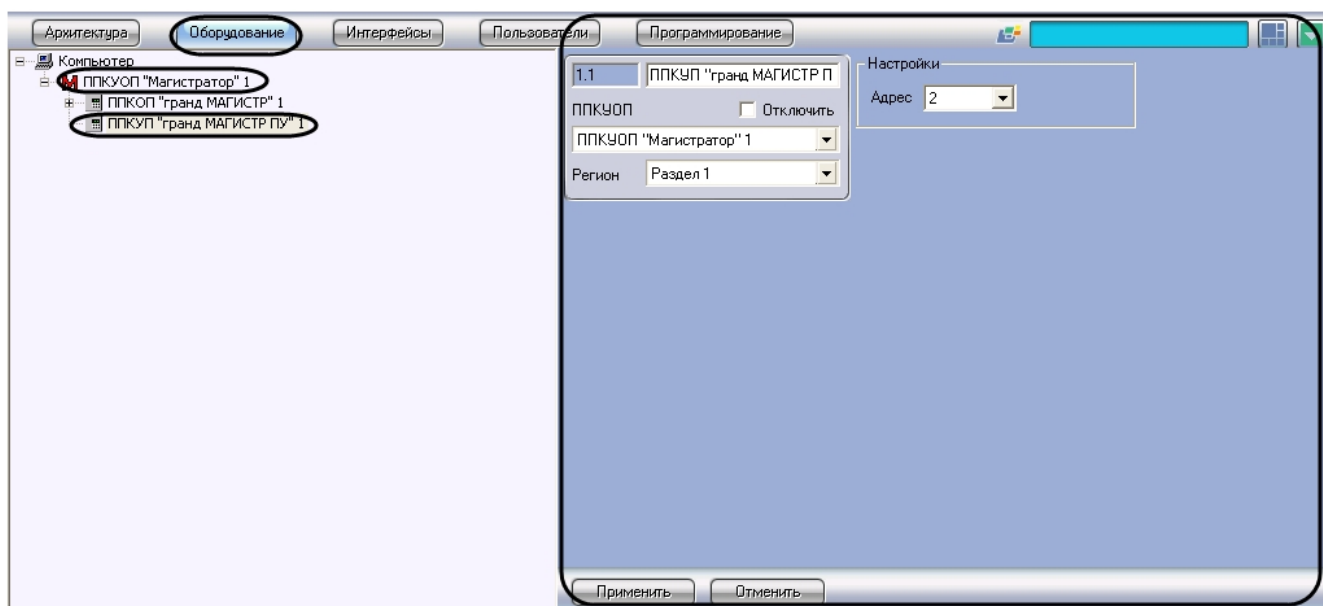 Архитектура Оборудование Интерфейсы Пользователи Программирование
Компьютер
ППКУОП "Магистратор" 1
ППКОП "гранд МАГИСТР" 1
ППКУП "гранд МАГИСТР ПУ" 1
1.1 ППКУП "гранд МАГИСТР П
ППКУОП Отключить
ППКУОП "Магистратор" 1
Регион Раздел 1
Настройки
Адрес 2
Применить Отменить